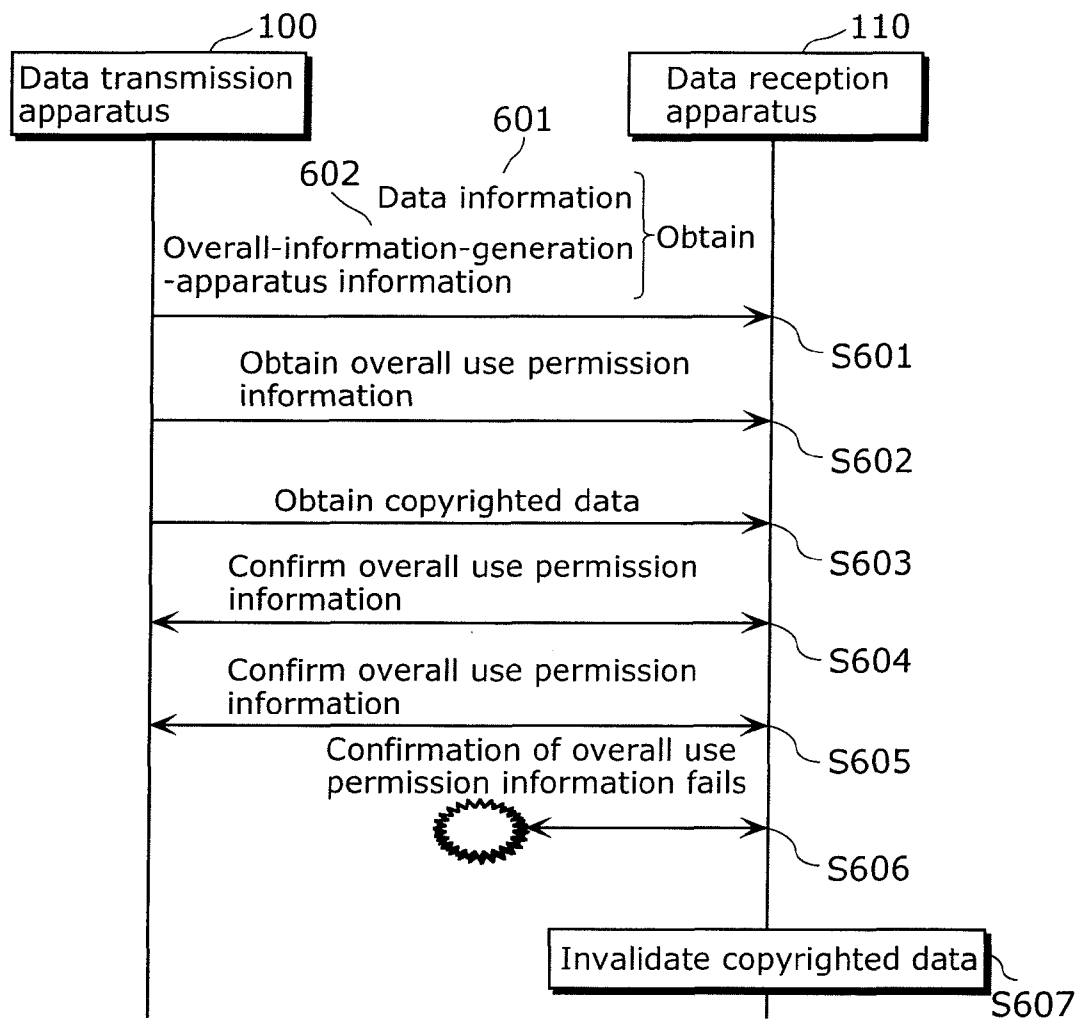 100
110
Data transmission
apparatus
Data reception
apparatus
601
602
Data information
Obtain
Overall-information-generation
-apparatus information
S601
Obtain overall use permission
information
S602
Obtain copyrighted data
S603
Confirm overall use permission
information
S604
Confirm overall use permission
information
S605
Confirmation of overall use
permission information fails
S606
Invalidate copyrighted data
S607